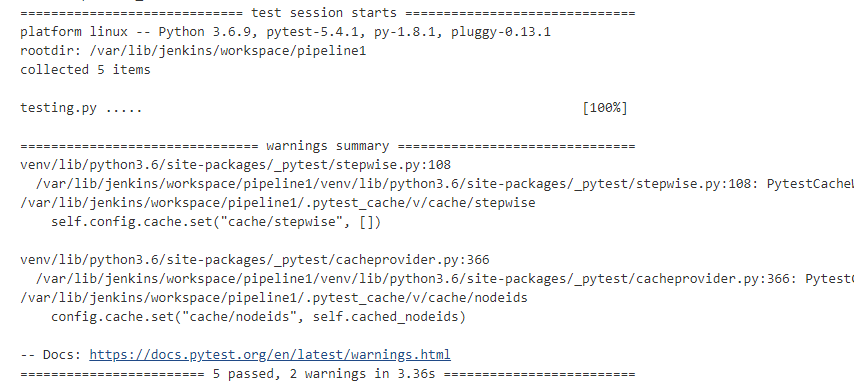 ============================= test session starts ==============================
platform linux -- Python 3.6.9, pytest-5.4.1, py-1.8.1, pluggy-0.13.1
rootdir: /var/lib/jenkins/workspace/pipeline1
collected 5 items
testing.py ..... [100%]
=============================== warnings summary ===============================
venv/lib/python3.6/site-packages/_pytest/stepwise.py:108
/var/lib/jenkins/workspace/pipeline1/venv/lib/python3.6/site-packages/_pytest/stepwise.py:108:
/var/lib/jenkins/workspace/pipeline1/.pytest_cache/v/cache/stepwise
self.config.cache.set("cache/stepwise", [])
venv/lib/python3.6/site-packages/_pytest/cacheprovider.py:366
/var/lib/jenkins/workspace/pipeline1/venv/lib/python3.6/site-packages/_pytest/cacheprovider.py:366:
/var/lib/jenkins/workspace/pipeline1/.pytest_cache/v/cache/nodeids
config.cache.set("cache/nodeids", self.cached_nodeids)
-- Docs: https://docs.pytest.org/en/latest/warnings.html
======================== 5 passed, 2 warnings in 3.36s =========================